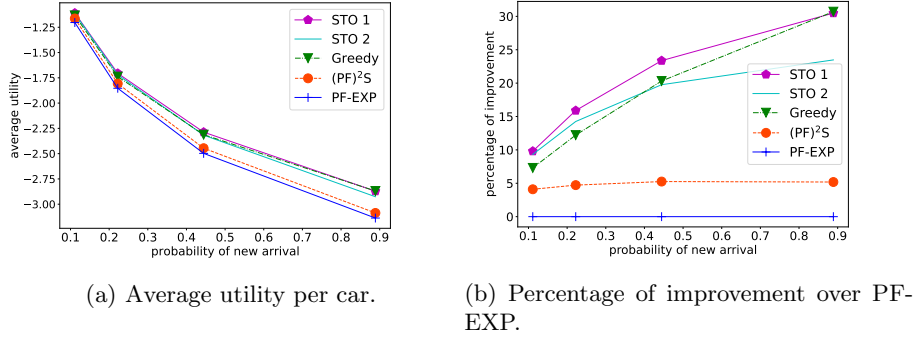 −1.25
−1.50
−1.75
−2.00
−2.25
−2.50
−2.75
−3.00
average utility
0.1 0.2 0.3 0.4 0.5 0.6 0.7 0.8 0.9
probability of new arrival
STO 1
STO 2
Greedy
(PF)²S
PF-EXP
(a) Average utility per car.
30
25
20
15
10
5
0
percentage of improvement
0.1 0.2 0.3 0.4 0.5 0.6 0.7 0.8 0.9
probability of new arrival
STO 1
STO 2
Greedy
(PF)²S
PF-EXP
(b) Percentage of improvement over PF-
EXP.